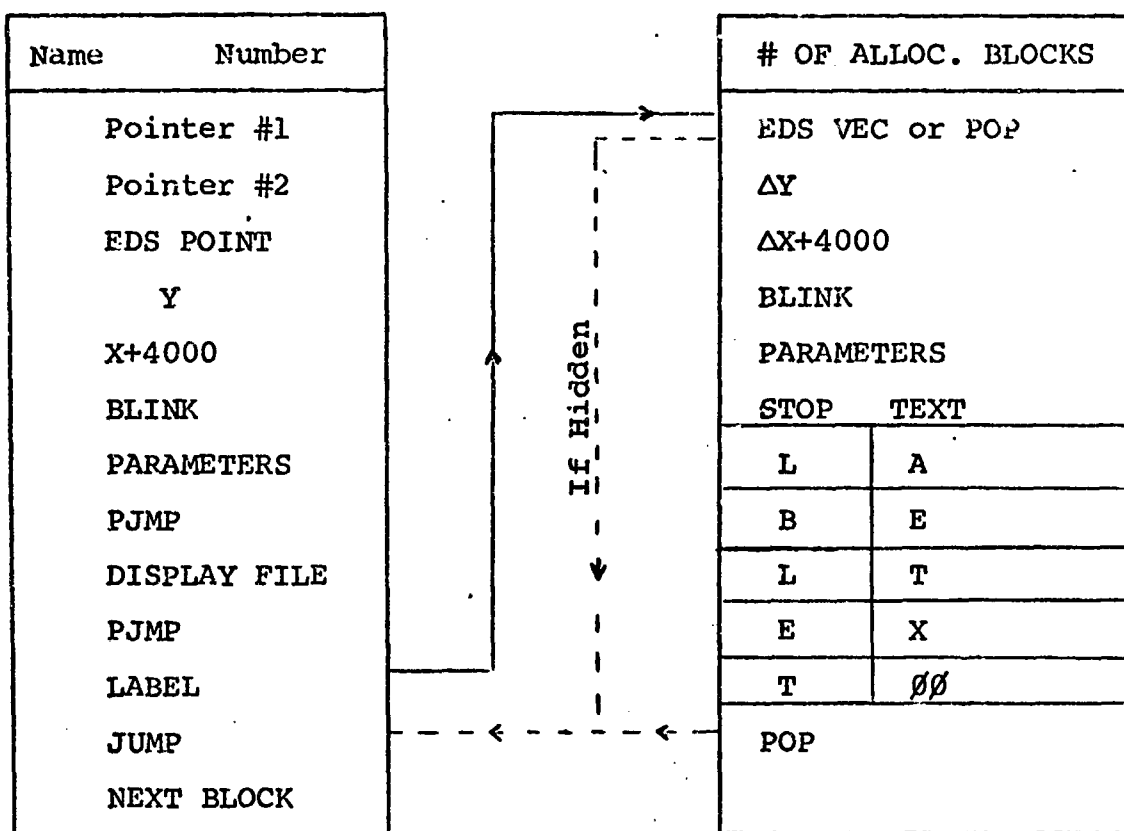 Name Number
Pointer #1
Pointer #2
EDS POINT
Y
X+4000
BLINK
PARAMETERS
PJMP
DISPLAY FILE
PJMP
LABEL
JUMP
NEXT BLOCK
If Hidden
# OF ALLOC. BLOCKS
EDS VEC or POP
ΔY
ΔX+4000
BLINK
PARAMETERS
STOP TEXT
L A
B E
L T
E X
T ØØ
POP